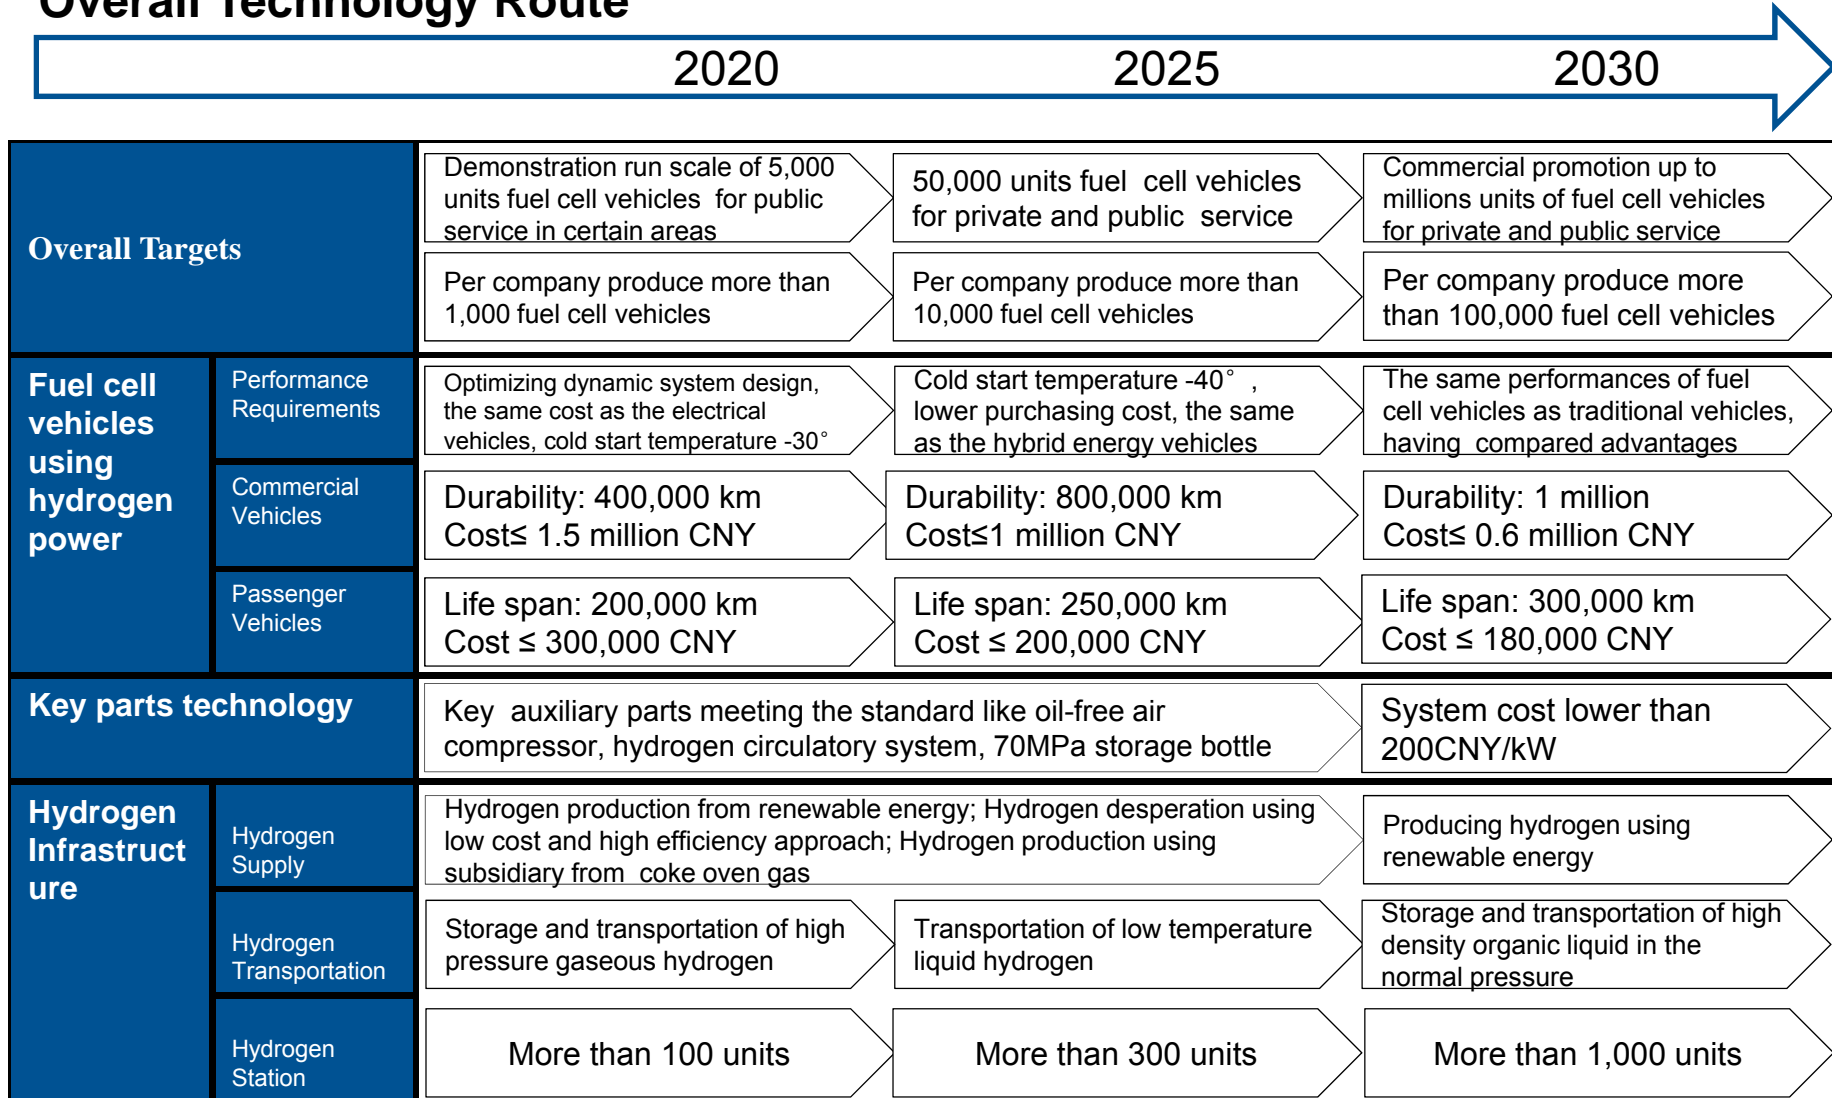 Overall Technology Route
2020 2025 2030
Overall Targets
Demonstration run scale of 5,000
units fuel cell vehicles for public
service in certain areas
50,000 units fuel cell vehicles
for private and public service
Commercial promotion up to
millions units of fuel cell vehicles
for private and public service
Per company produce more than
1,000 fuel cell vehicles
Per company produce more than
10,000 fuel cell vehicles
Per company produce more
than 100,000 fuel cell vehicles
Fuel cell
vehicles
using
hydrogen
power
Performance
Requirements
Optimizing dynamic system design,
the same cost as the electrical
vehicles, cold start temperature -30°
Cold start temperature -40° ,
lower purchasing cost, the same
as the hybrid energy vehicles
The same performances of fuel
cell vehicles as traditional vehicles,
having compared advantages
Commercial
Vehicles
Durability: 400,000 km
Cost≤ 1.5 million CNY
Durability: 800,000 km
Cost≤1 million CNY
Durability: 1 million
Cost≤ 0.6 million CNY
Passenger
Vehicles
Life span: 200,000 km
Cost ≤ 300,000 CNY
Life span: 250,000 km
Cost ≤ 200,000 CNY
Life span: 300,000 km
Cost ≤ 180,000 CNY
Key parts technology
Key auxiliary parts meeting the standard like oil-free air
compressor, hydrogen circulatory system, 70MPa storage bottle
System cost lower than
200CNY/kW
Hydrogen
Infrastruct
ure
Hydrogen
Supply
Hydrogen production from renewable energy; Hydrogen desperation using
low cost and high efficiency approach; Hydrogen production using
subsidiary from coke oven gas
Producing hydrogen using
renewable energy
Hydrogen
Transportation
Storage and transportation of high
pressure gaseous hydrogen
Transportation of low temperature
liquid hydrogen
Storage and transportation of high
density organic liquid in the
normal pressure
Hydrogen
Station
More than 100 units
More than 300 units
More than 1,000 units